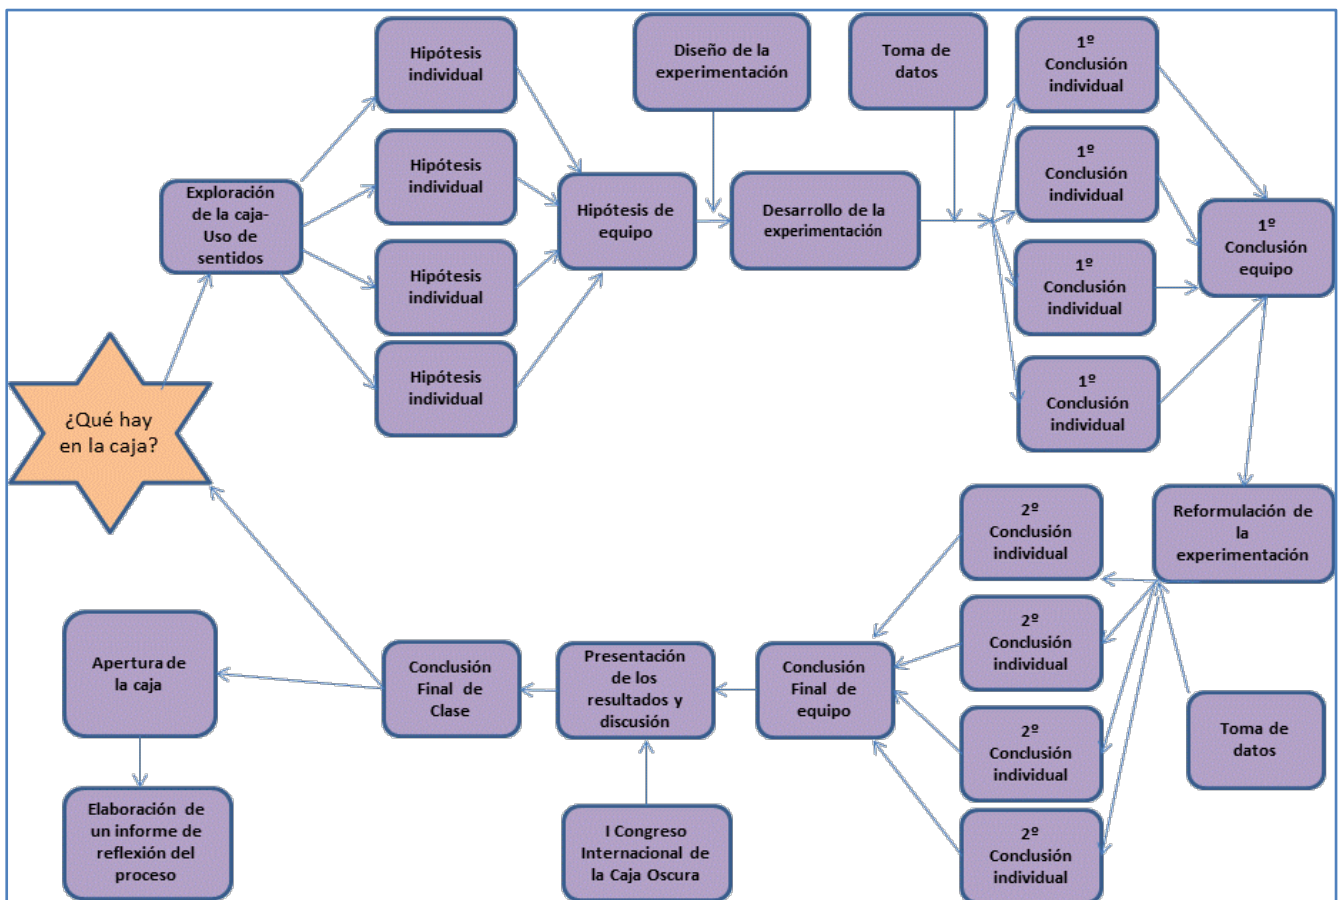 ¿Qué hay
en la caja?
Exploración
de la caja-
Uso de
sentidos
Hipótesis
individual
Hipótesis
individual
Hipótesis
individual
Hipótesis
individual
Hipótesis de
equipo
Diseño de la
experimentación
Desarrollo de la
experimentación
Toma de
datos
1º
Conclusión
individual
1º
Conclusión
individual
1º
Conclusión
individual
1º
Conclusión
individual
1º
Conclusión
equipo
Reformulación de
la
experimentación
Toma de
datos
2º
Conclusión
individual
2º
Conclusión
individual
2º
Conclusión
individual
2º
Conclusión
individual
Conclusión
Final de
equipo
Presentación
de los
resultados y
discusión
I Congreso
Internacional de
la Caja Oscura
Conclusión
Final de
Clase
Apertura de
la caja
Elaboración de
un informe de
reflexión del
proceso